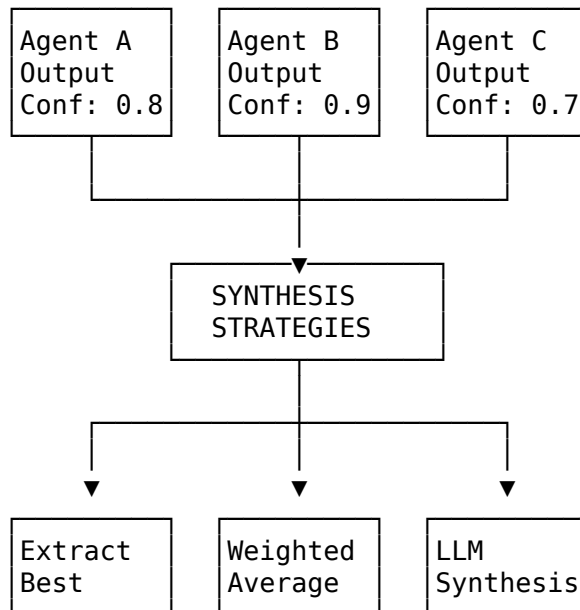 Agent A
Output
Conf: 0.8
Agent B
Output
Conf: 0.9
Agent C
Output
Conf: 0.7
SYNTHESIS
STRATEGIES
Extract
Best
Weighted
Average
LLM
Synthesis